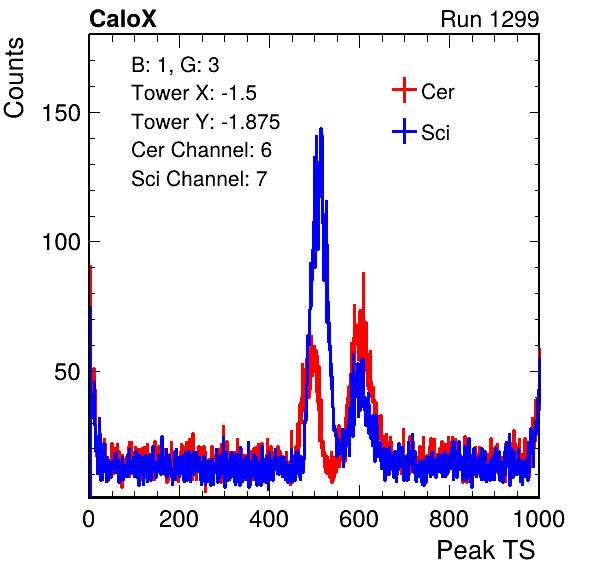 CaloX Run 1299
Counts
B: 1, G: 3
Tower X: -1.5
Tower Y: -1.875
Cer Channel: 6
Sci Channel: 7
Cer
Sci
150
100
50
0 200 400 600 800 1000
Peak TS